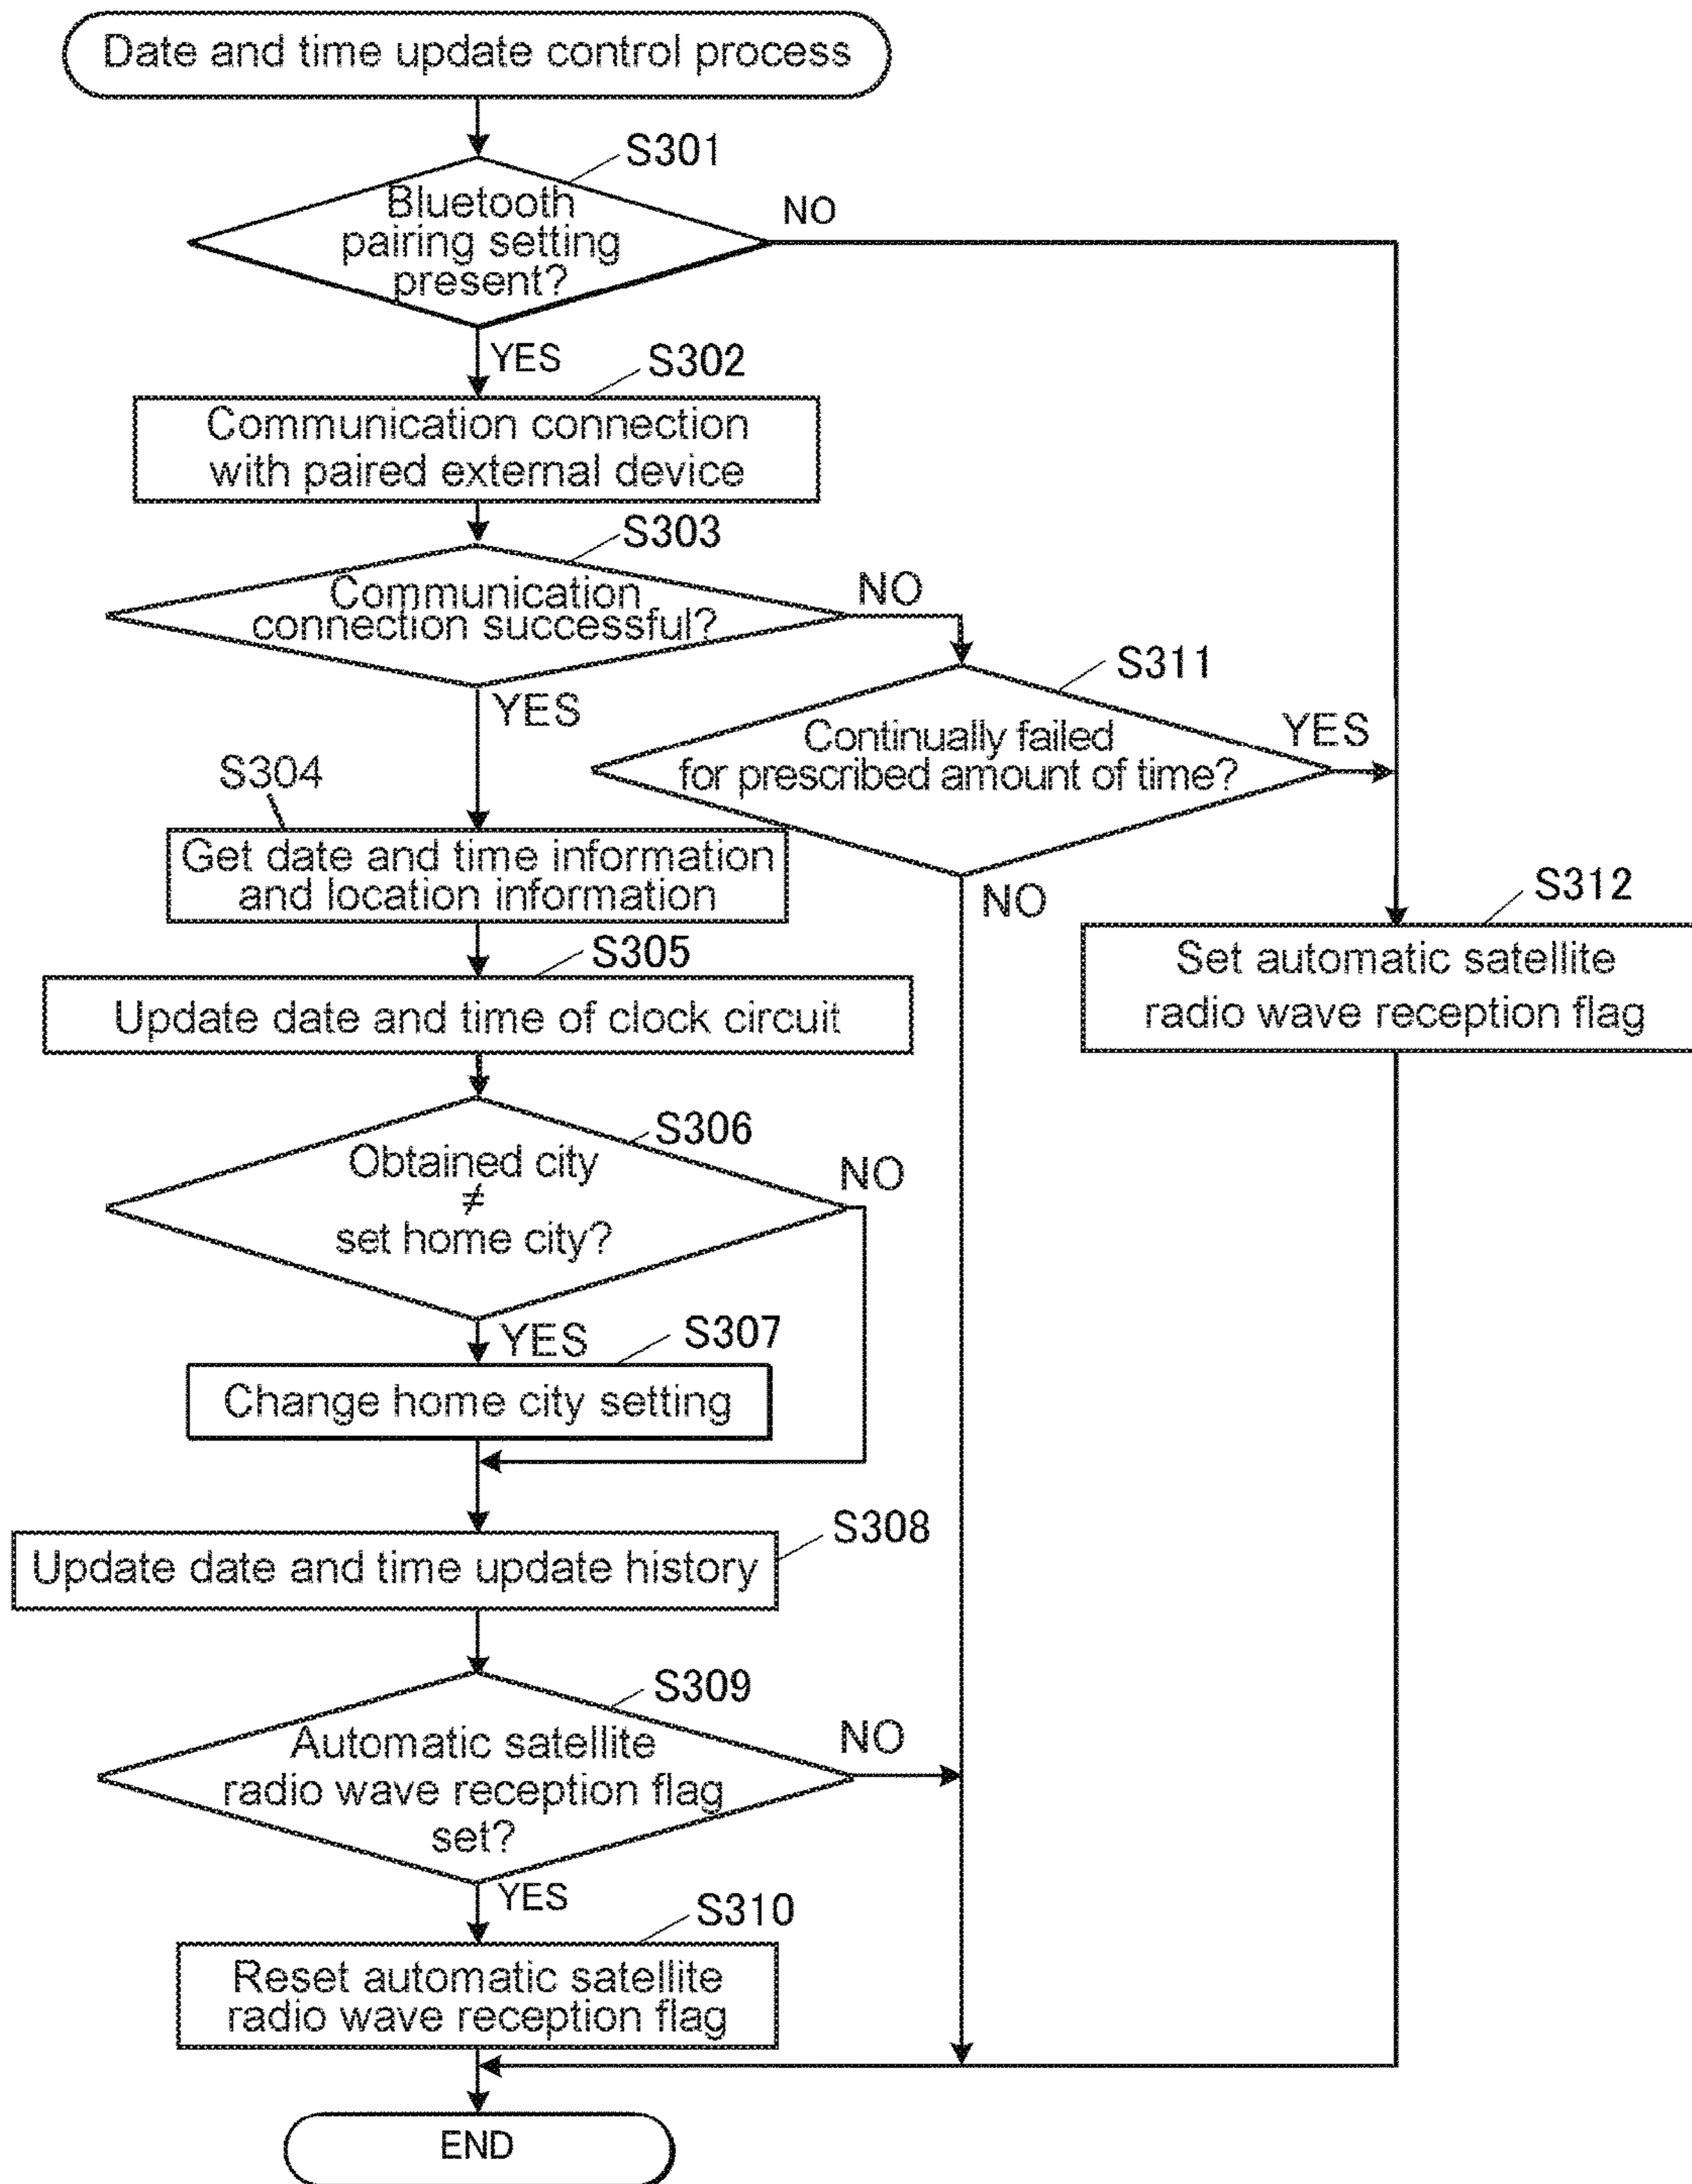 Date and time update control process
S301
Bluetooth
pairing setting
present?
NO
YES
S302
Communication connection
with paired external device
S303
Communication
connection successful?
NO
YES
S311
Continually failed
for prescribed amount of time?
YES
NO
S304
Get date and time information
and location information
S312
Set automatic satellite
radio wave reception flag
S305
Update date and time of clock circuit
S306
Obtained city
≠
set home city?
NO
YES
S307
Change home city setting
S308
Update date and time update history
S309
Automatic satellite
radio wave reception flag
set?
NO
YES
S310
Reset automatic satellite
radio wave reception flag
END